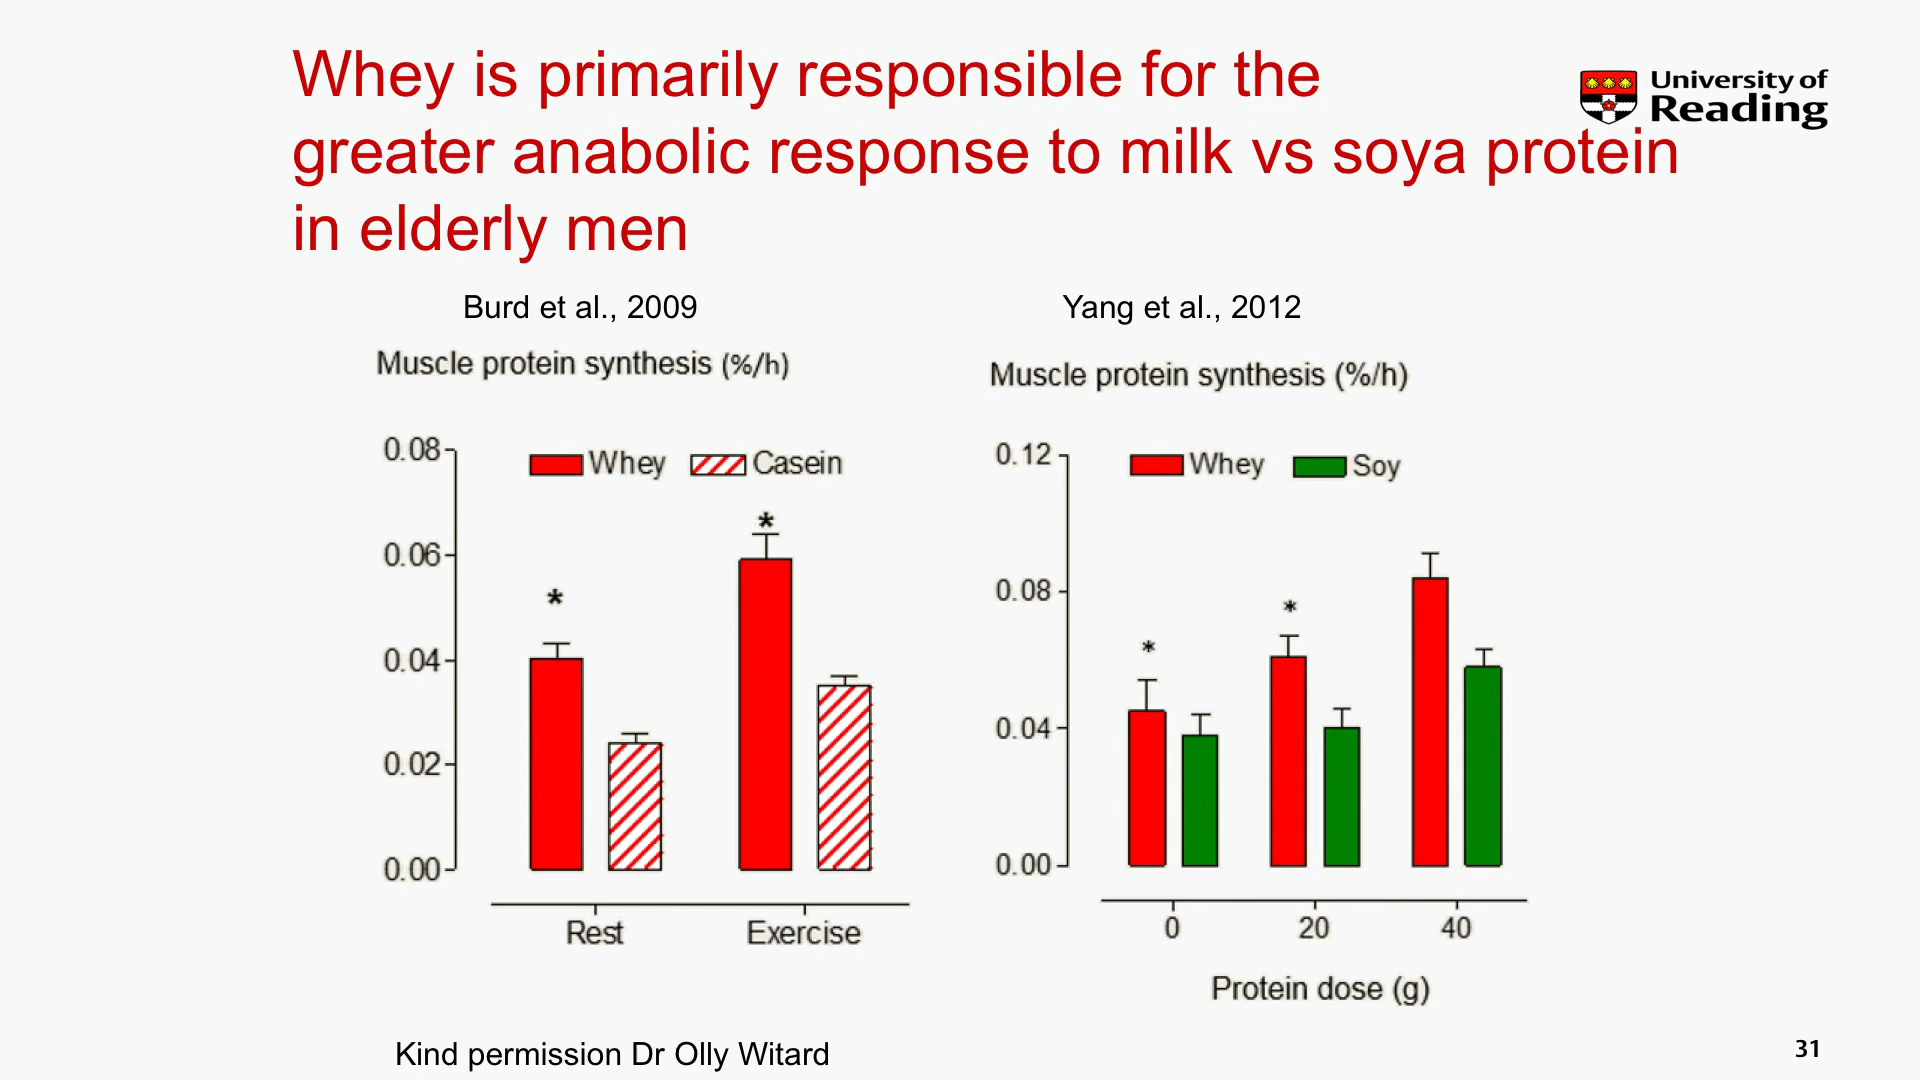 Whey is primarily responsible for the
greater anabolic response to milk vs soya protein
in elderly men
University of
Reading
Burd et al., 2009
Muscle protein synthesis (%/h)
0.08
Whey
Casein
*
0.06
*
0.04
0.02
0.00
Rest
Exercise
Yang et al., 2012
Muscle protein synthesis (%/h)
0.12
Whey
Soy
0.08
*
*
0.04
0.00
0
20
40
Protein dose (g)
Kind permission Dr Olly Witard
31